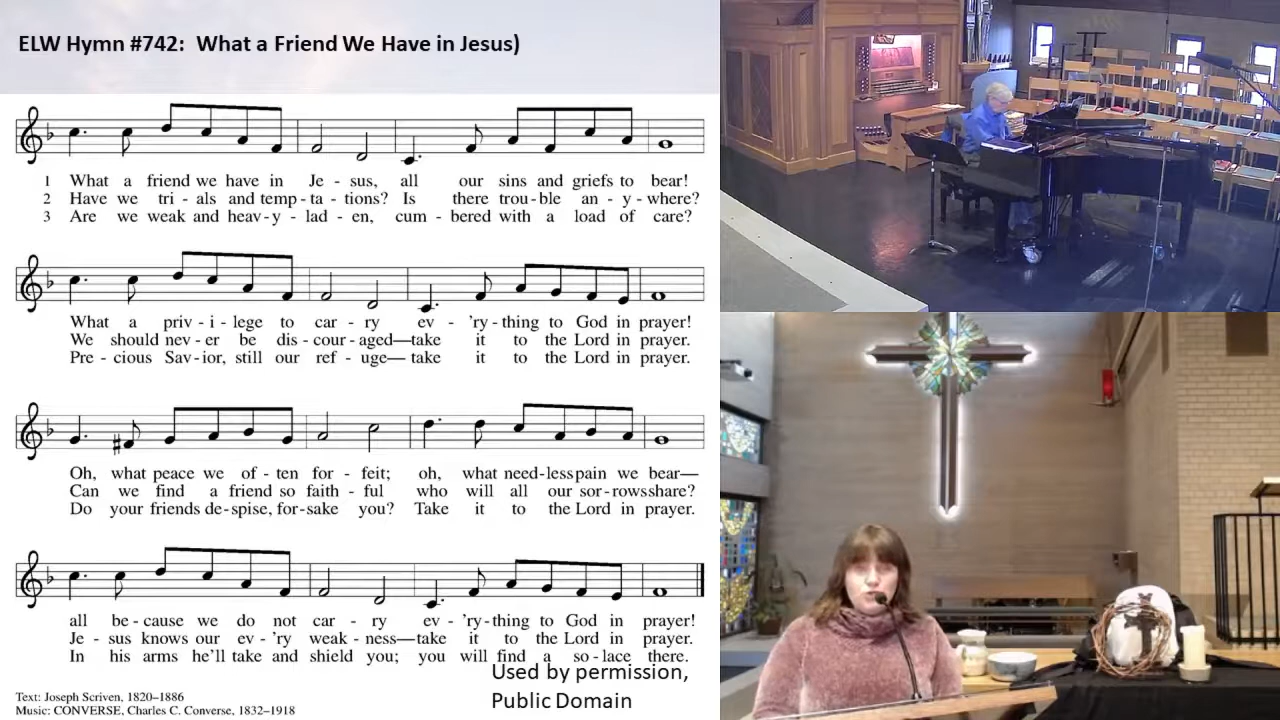 ELW Hymn #742:  What a Friend We Have in Jesus)
1 What a friend we have in Je - sus, all our sins and griefs to bear!
2 Have we tri - als and temp - ta - tions? Is there trou - ble an - y - where?
3 Are we weak and heav - y - lad - en, cum - bered with a load of care?
What a priv - i - lege to car - ry ev - 'ry - thing to God in prayer!
We should nev - er be dis - cour - aged—take it to the Lord in prayer.
Pre - cious Sav - ior, still our ref - uge—take it to the Lord in prayer.
Oh, what peace we of - ten for - feit; oh, what need - less pain we bear—
Can we find a friend so faith - ful who will all our sor - rows share?
Do your friends de - spise, for - sake you? Take it to the Lord in prayer.
all be - cause we do not car - ry ev - 'ry - thing to God in prayer!
Je - sus knows our ev - 'ry weak - ness—take it to the Lord in prayer.
In his arms he'll take and shield you; you will find a so - lace there.
Used by permission,
Public Domain
Text: Joseph Scriven, 1820–1886
Music: CONVERSE, Charles C. Converse, 1832–1918